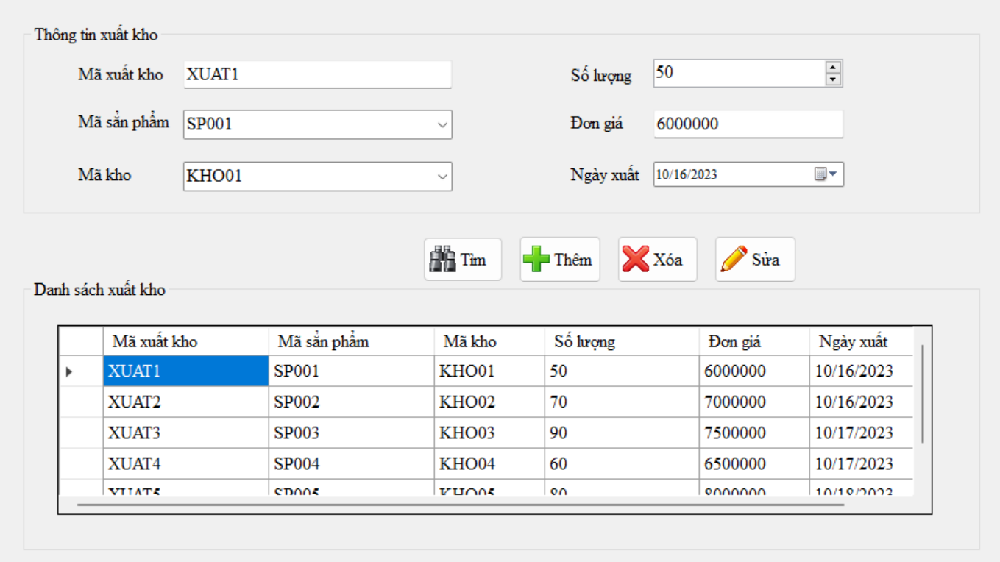 Thông tin xuất kho
Mã xuất kho XUAT1 Số lượng 50
Mã sản phẩm SP001 Đơn giá 6000000
Mã kho KHO01 Ngày xuất 10/16/2023
Tìm Thêm Xóa Sửa
Danh sách xuất kho
Mã xuất kho Mã sản phẩm Mã kho Số lượng Đơn giá Ngày xuất
XUAT1 SP001 KHO01 50 6000000 10/16/2023
XUAT2 SP002 KHO02 70 7000000 10/16/2023
XUAT3 SP003 KHO03 90 7500000 10/17/2023
XUAT4 SP004 KHO04 60 6500000 10/17/2023
XUAT5 SP005 KHO05 80 8000000 10/18/2023